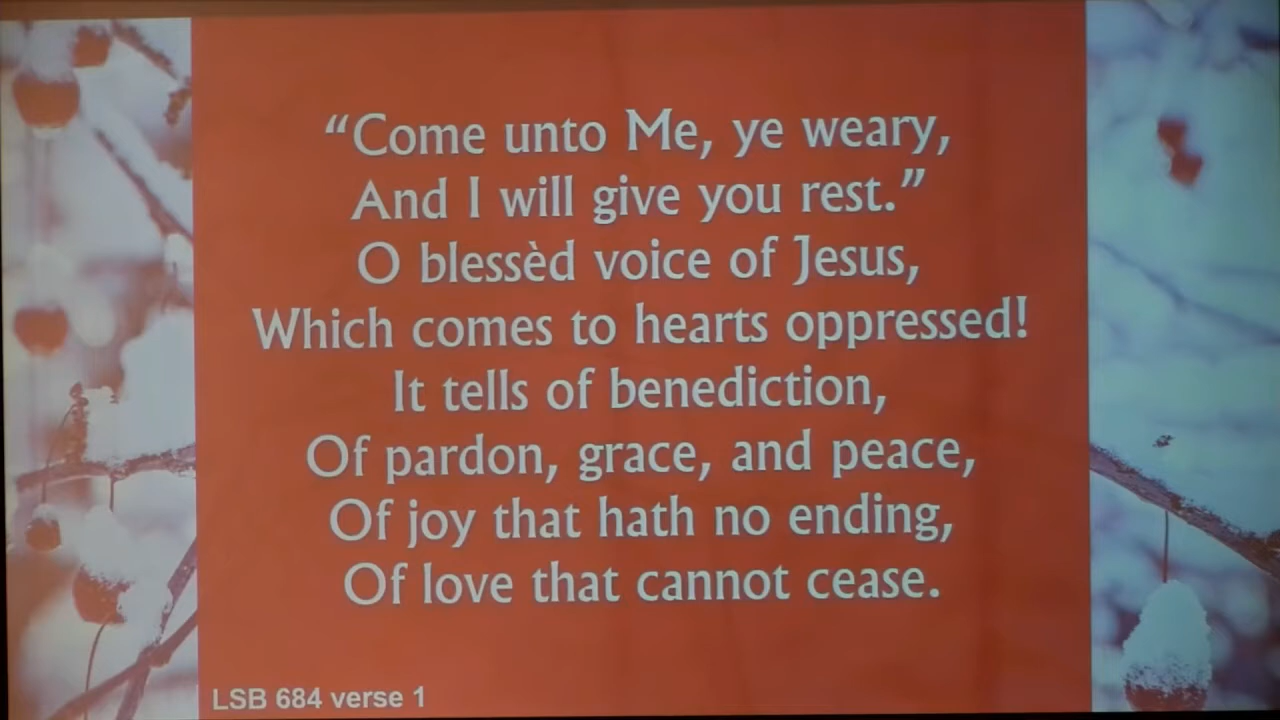 “Come unto Me, ye weary,
And I will give you rest.”
O blessèd voice of Jesus,
Which comes to hearts oppressed!
It tells of benediction,
Of pardon, grace, and peace,
Of joy that hath no ending,
Of love that cannot cease.
LSB 684 verse 1